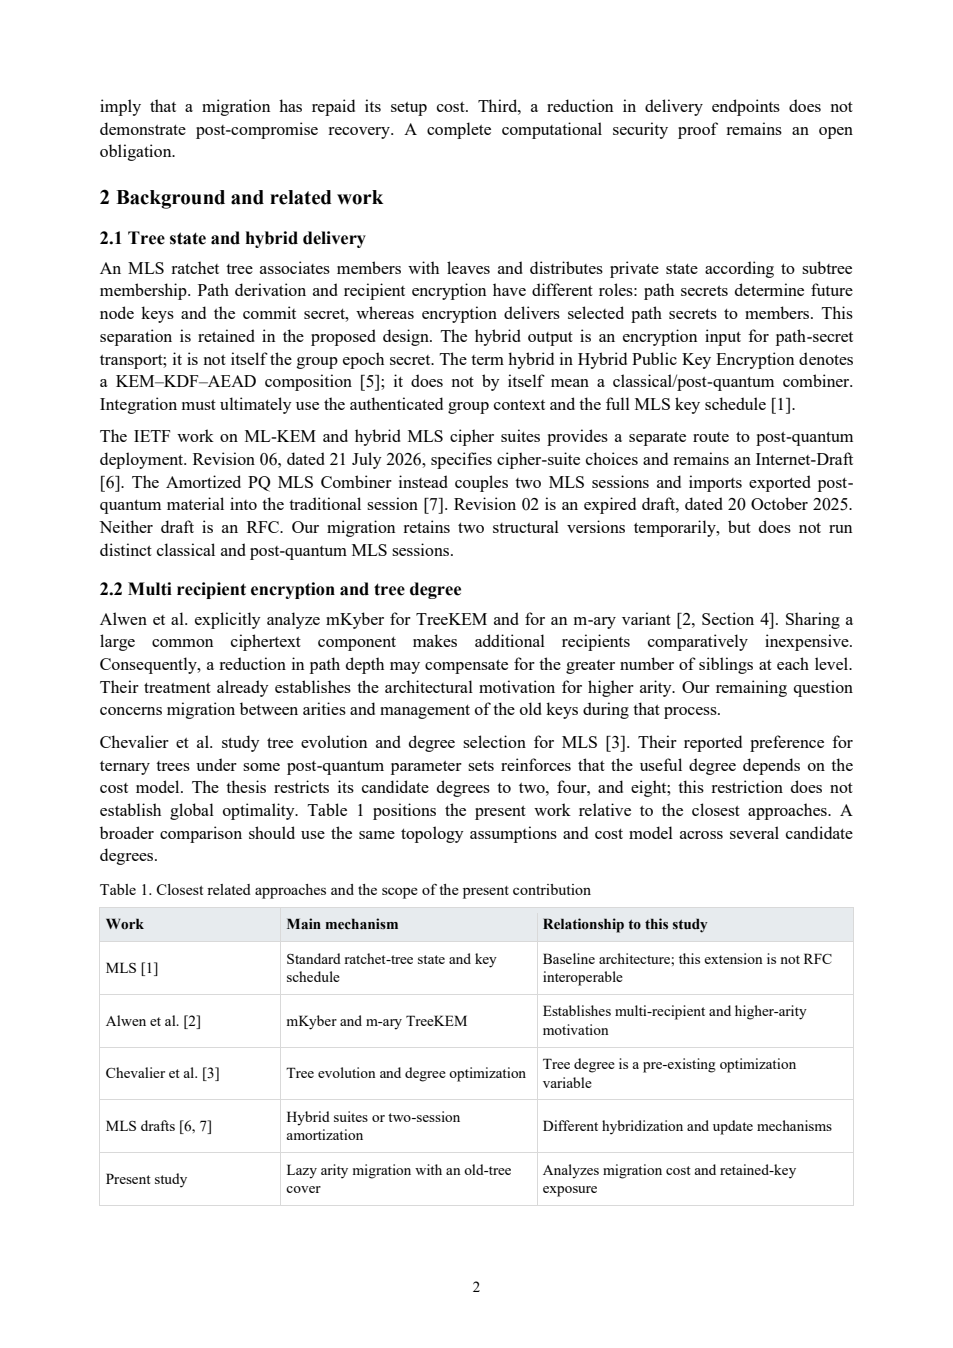 imply that a migration has repaid its setup cost. Third, a reduction in delivery endpoints does not
demonstrate post-compromise recovery. A complete computational security proof remains an open
obligation.
2 Background and related work
2.1 Tree state and hybrid delivery
An MLS ratchet tree associates members with leaves and distributes private state according to subtree
membership. Path derivation and recipient encryption have different roles: path secrets determine future
node keys and the commit secret, whereas encryption delivers selected path secrets to members. This
separation is retained in the proposed design. The hybrid output is an encryption input for path-secret
transport; it is not itself the group epoch secret. The term hybrid in Hybrid Public Key Encryption denotes
a KEM–KDF–AEAD composition [5]; it does not by itself mean a classical/post-quantum combiner.
Integration must ultimately use the authenticated group context and the full MLS key schedule [1].
The IETF work on ML-KEM and hybrid MLS cipher suites provides a separate route to post-quantum
deployment. Revision 06, dated 21 July 2026, specifies cipher-suite choices and remains an Internet-Draft
[6]. The Amortized PQ MLS Combiner instead couples two MLS sessions and imports exported post-
quantum material into the traditional session [7]. Revision 02 is an expired draft, dated 20 October 2025.
Neither draft is an RFC. Our migration retains two structural versions temporarily, but does not run
distinct classical and post-quantum MLS sessions.
2.2 Multi recipient encryption and tree degree
Alwen et al. explicitly analyze mKyber for TreeKEM and for an m-ary variant [2, Section 4]. Sharing a
large common ciphertext component makes additional recipients comparatively inexpensive.
Consequently, a reduction in path depth may compensate for the greater number of siblings at each level.
Their treatment already establishes the architectural motivation for higher arity. Our remaining question
concerns migration between arities and management of the old keys during that process.
Chevalier et al. study tree evolution and degree selection for MLS [3]. Their reported preference for
ternary trees under some post-quantum parameter sets reinforces that the useful degree depends on the
cost model. The thesis restricts its candidate degrees to two, four, and eight; this restriction does not
establish global optimality. Table 1 positions the present work relative to the closest approaches. A
broader comparison should use the same topology assumptions and cost model across several candidate
degrees.
Table 1. Closest related approaches and the scope of the present contribution
Work Main mechanism Relationship to this study
MLS [1] Standard ratchet-tree state and key schedule Baseline architecture; this extension is not RFC interoperable
Alwen et al. [2] mKyber and m-ary TreeKEM Establishes multi-recipient and higher-arity motivation
Chevalier et al. [3] Tree evolution and degree optimization Tree degree is a pre-existing optimization variable
MLS drafts [6, 7] Hybrid suites or two-session amortization Different hybridization and update mechanisms
Present study Lazy arity migration with an old-tree cover Analyzes migration cost and retained-key exposure
2